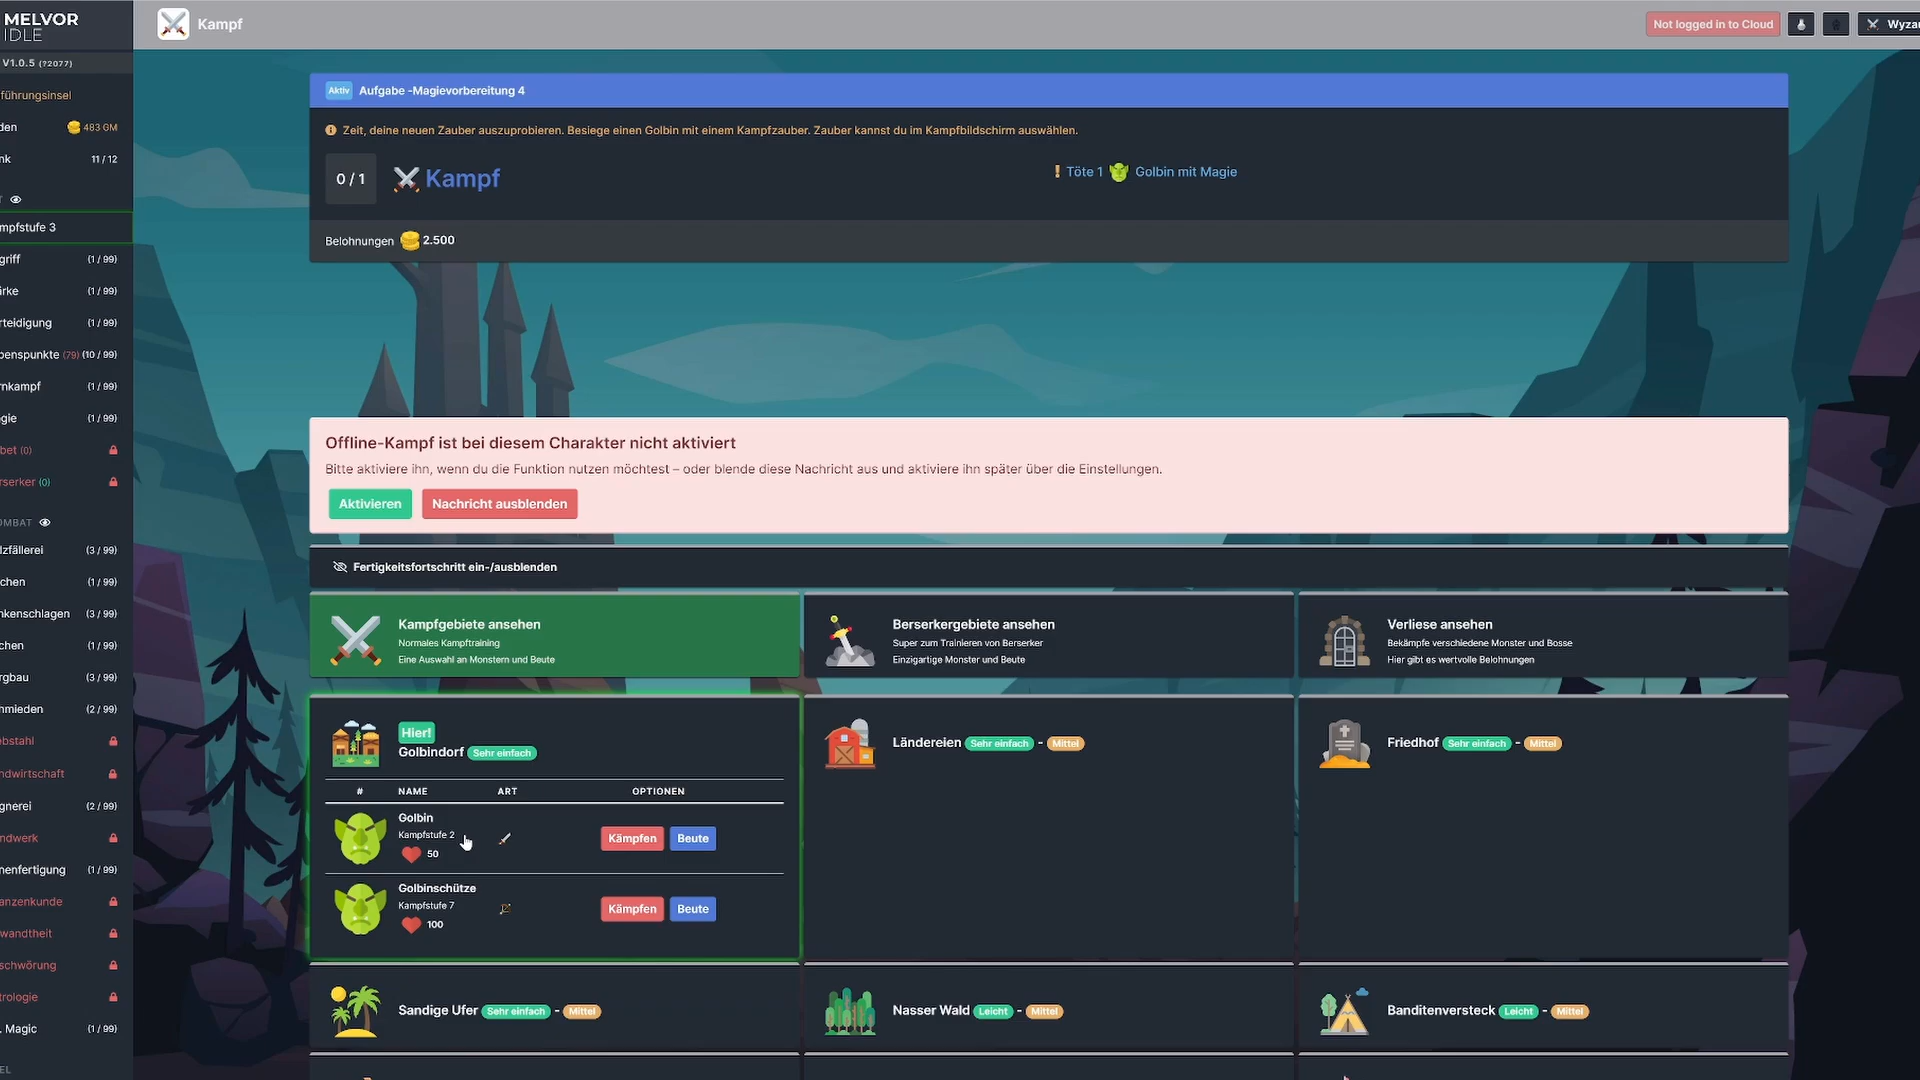 MELVOR
IDLE
Kampf
Not logged in to Cloud
Wyza
V1.0.5 (?2077)
führungsinsel
den
483 GM
nk
11 / 12
T
mpfstufe 3
griff (1 / 99)
irke (1 / 99)
rteidigung (1 / 99)
benspunkte (79) (10 / 99)
rnkampf (1 / 99)
gie (1 / 99)
bet (0)
rserker (0)
OMBAT
lzfällerei (3 / 99)
chen (1 / 99)
nkenschlagen (3 / 99)
chen (1 / 99)
rgbau (3 / 99)
hmieden (2 / 99)
ebstahl
ndwirtschaft
gnerei (2 / 99)
ndwerk
nenfertigung (1 / 99)
anzenkunde
wandtheit
schwörung
trologie
. Magic (1 / 99)
EL
Aktiv Aufgabe -Magievorbereitung 4
Zeit, deine neuen Zauber auszuprobieren. Besiege einen Golbin mit einem Kampfzauber. Zauber kannst du im Kampfbildschirm auswählen.
0 / 1 Kampf
Töte 1 Golbin mit Magie
Belohnungen 2.500
Offline-Kampf ist bei diesem Charakter nicht aktiviert
Bitte aktiviere ihn, wenn du die Funktion nutzen möchtest – oder blende diese Nachricht aus und aktiviere ihn später über die Einstellungen.
Aktivieren Nachricht ausblenden
Fertigkeitsfortschritt ein-/ausblenden
Kampfgebiete ansehen
Normales Kampftraining
Eine Auswahl an Monstern und Beute
Berserkergebiete ansehen
Super zum Trainieren von Berserker
Einzigartige Monster und Beute
Verliese ansehen
Bekämpfe verschiedene Monster und Bosse
Hier gibt es wertvolle Belohnungen
Hier!
Golbindorf Sehr einfach
# NAME ART OPTIONEN
Golbin
Kampfstufe 2
50
Kämpfen Beute
Golbinschütze
Kampfstufe 7
100
Kämpfen Beute
Ländereien Sehr einfach - Mittel
Friedhof Sehr einfach - Mittel
Sandige Ufer Sehr einfach - Mittel
Nasser Wald Leicht - Mittel
Banditenversteck Leicht - Mittel